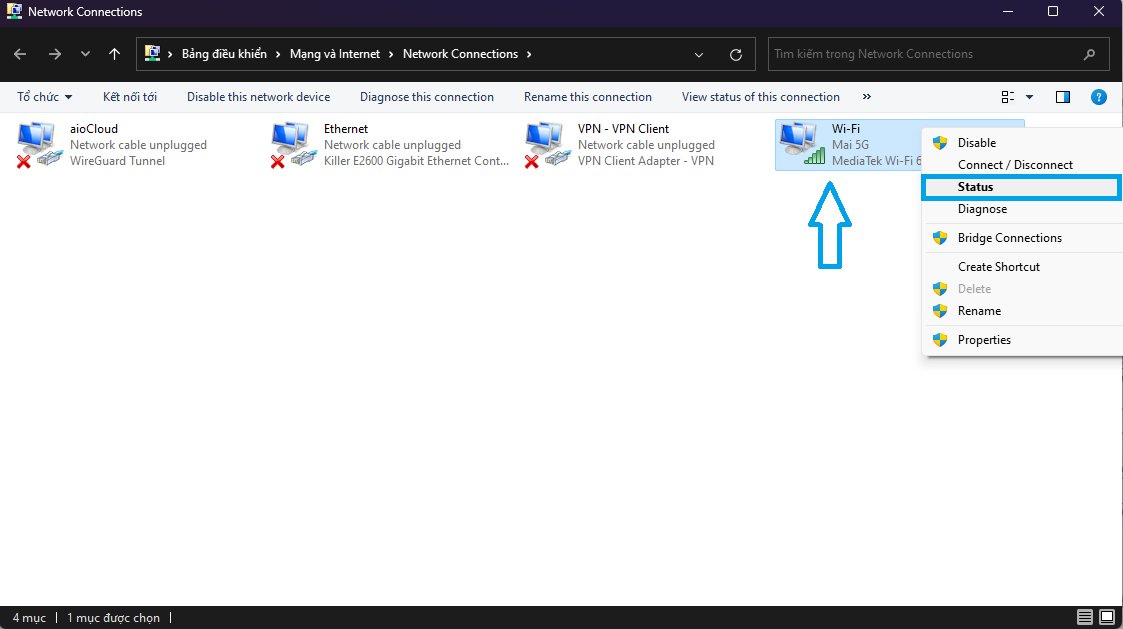 Network Connections
Bảng điều khiển > Mạng và Internet > Network Connections >
Tìm kiếm trong Network Connections
Tổ chức
Kết nối tới
Disable this network device
Diagnose this connection
Rename this connection
View status of this connection
»
?
aioCloud
Network cable unplugged
WireGuard Tunnel
Ethernet
Network cable unplugged
Killer E2600 Gigabit Ethernet Cont...
VPN - VPN Client
Network cable unplugged
VPN Client Adapter - VPN
Wi-Fi
Mai 5G
MediaTek Wi-Fi 6
Disable
Connect / Disconnect
Status
Diagnose
Bridge Connections
Create Shortcut
Delete
Rename
Properties
4 mục
1 mục được chọn